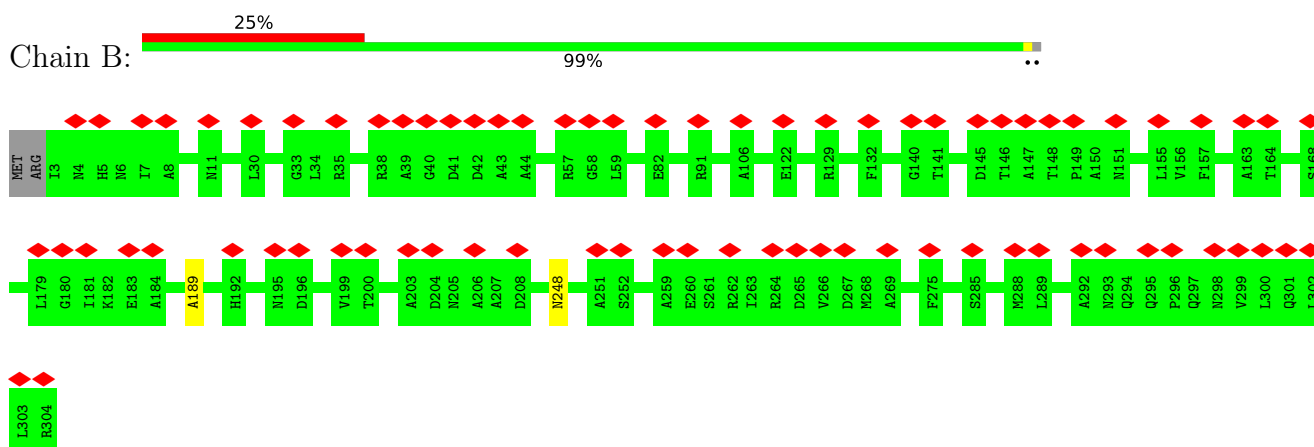 25%
Chain B:
99%
••
MET ARG I3 N4 H5 N6 I7 A8 N11 L30 G33 L34 R35 R38 A39 G40 D41 D42 A43 A44 R57 G58 L59 E82 R91 A106 E122 R129 F132 G140 T141 D145 T146 A147 T148 P149 A150 N151 L155 V156 F157 A163 T164 S168
L179 G180 I181 K182 E183 A184 A189 H192 N195 D196 V199 T200 A203 D204 N205 A206 A207 D208 N248 A251 S252 A259 E260 S261 R262 I263 R264 D265 V266 D267 M268 A269 F275 S285 M288 L289 A292 N293 Q294 Q295 P296 Q297 N298 V299 L300 Q301 L302
L303 R304